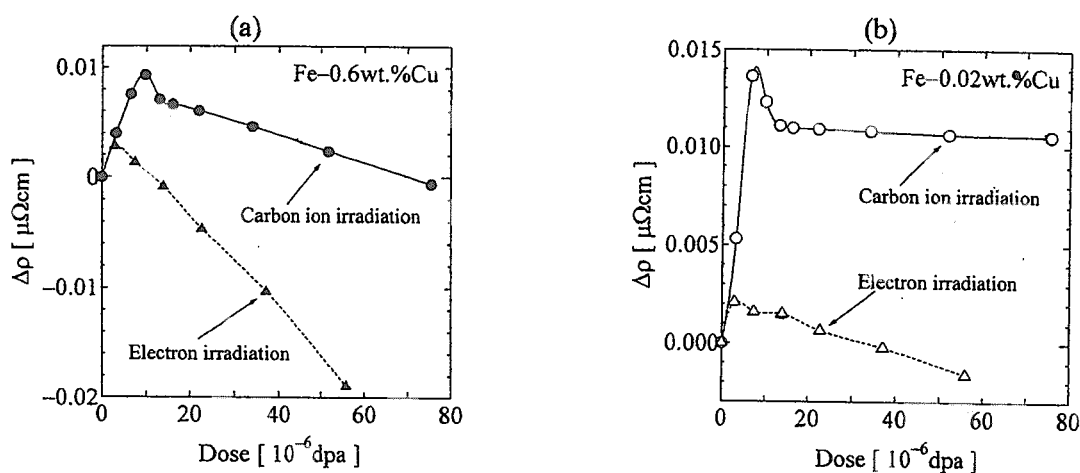 (a)
Fe–0.6wt.%Cu
0.01
0
−0.01
−0.02
Δρ [ μΩcm ]
Carbon ion irradiation
Electron irradiation
0 20 40 60 80
Dose [ 10⁻⁶dpa ]
(b)
Fe–0.02wt.%Cu
0.015
0.010
0.005
0.000
Δρ [ μΩcm ]
Carbon ion irradiation
Electron irradiation
0 20 40 60 80
Dose [ 10⁻⁶dpa ]